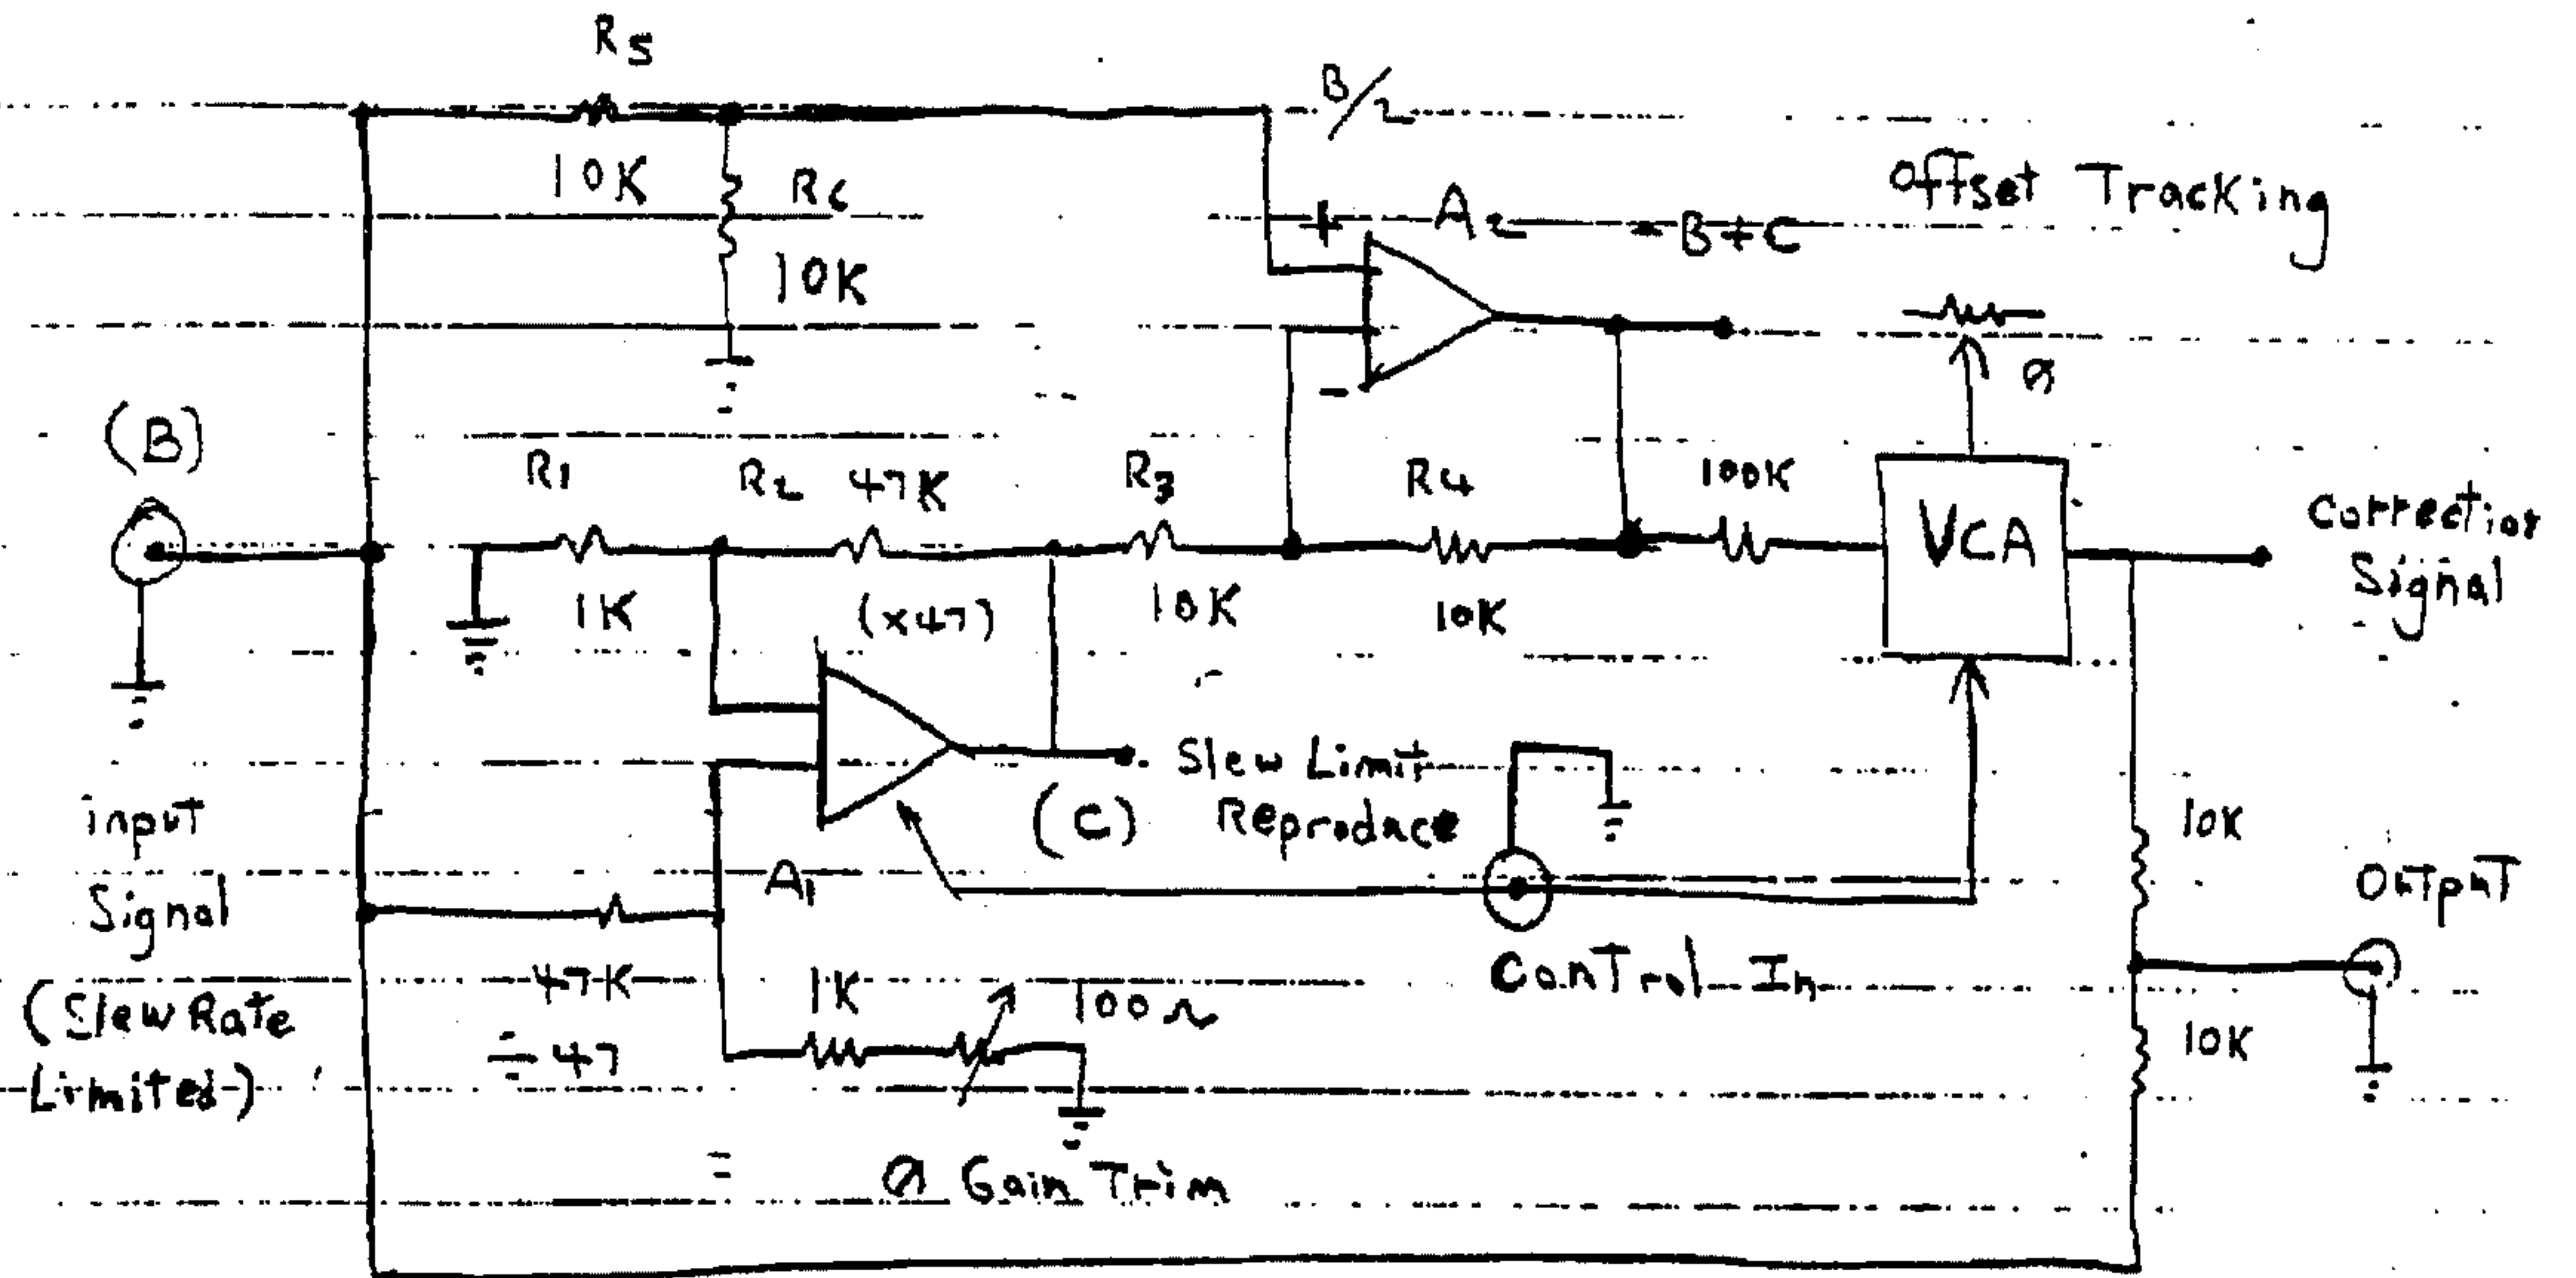 R5
B/2
10K
R6
10K
+
A2
-B+C
Offset Tracking
Ø
-
(B)
R1
R2
47K
R3
R4
100K
1K
(x47)
10K
10K
VCA
Correction
Signal
Slew Limit
Reproduce
(C)
A1
input
Signal
(Slew Rate
Limited)
47K
÷47
1K
100Ω
Control In
10K
10K
Output
Ø Gain Trim